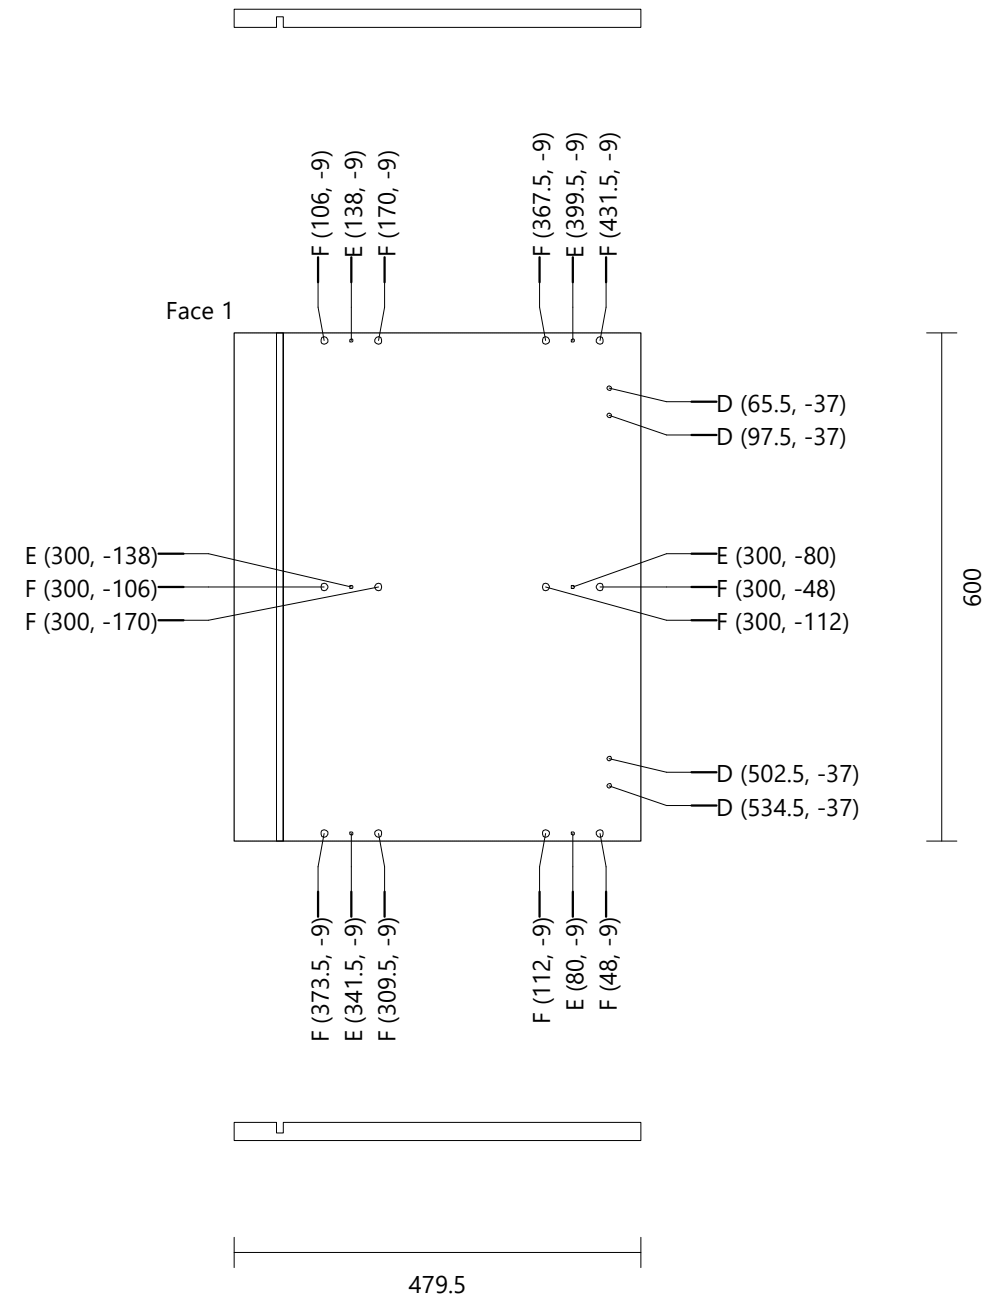 F (106, -9)
E (138, -9)
F (170, -9)
F (367.5, -9)
E (399.5, -9)
F (431.5, -9)
Face 1
D (65.5, -37)
D (97.5, -37)
E (300, -138)
F (300, -106)
F (300, -170)
E (300, -80)
F (300, -48)
F (300, -112)
600
D (502.5, -37)
D (534.5, -37)
F (373.5, -9)
E (341.5, -9)
F (309.5, -9)
F (112, -9)
E (80, -9)
F (48, -9)
479.5